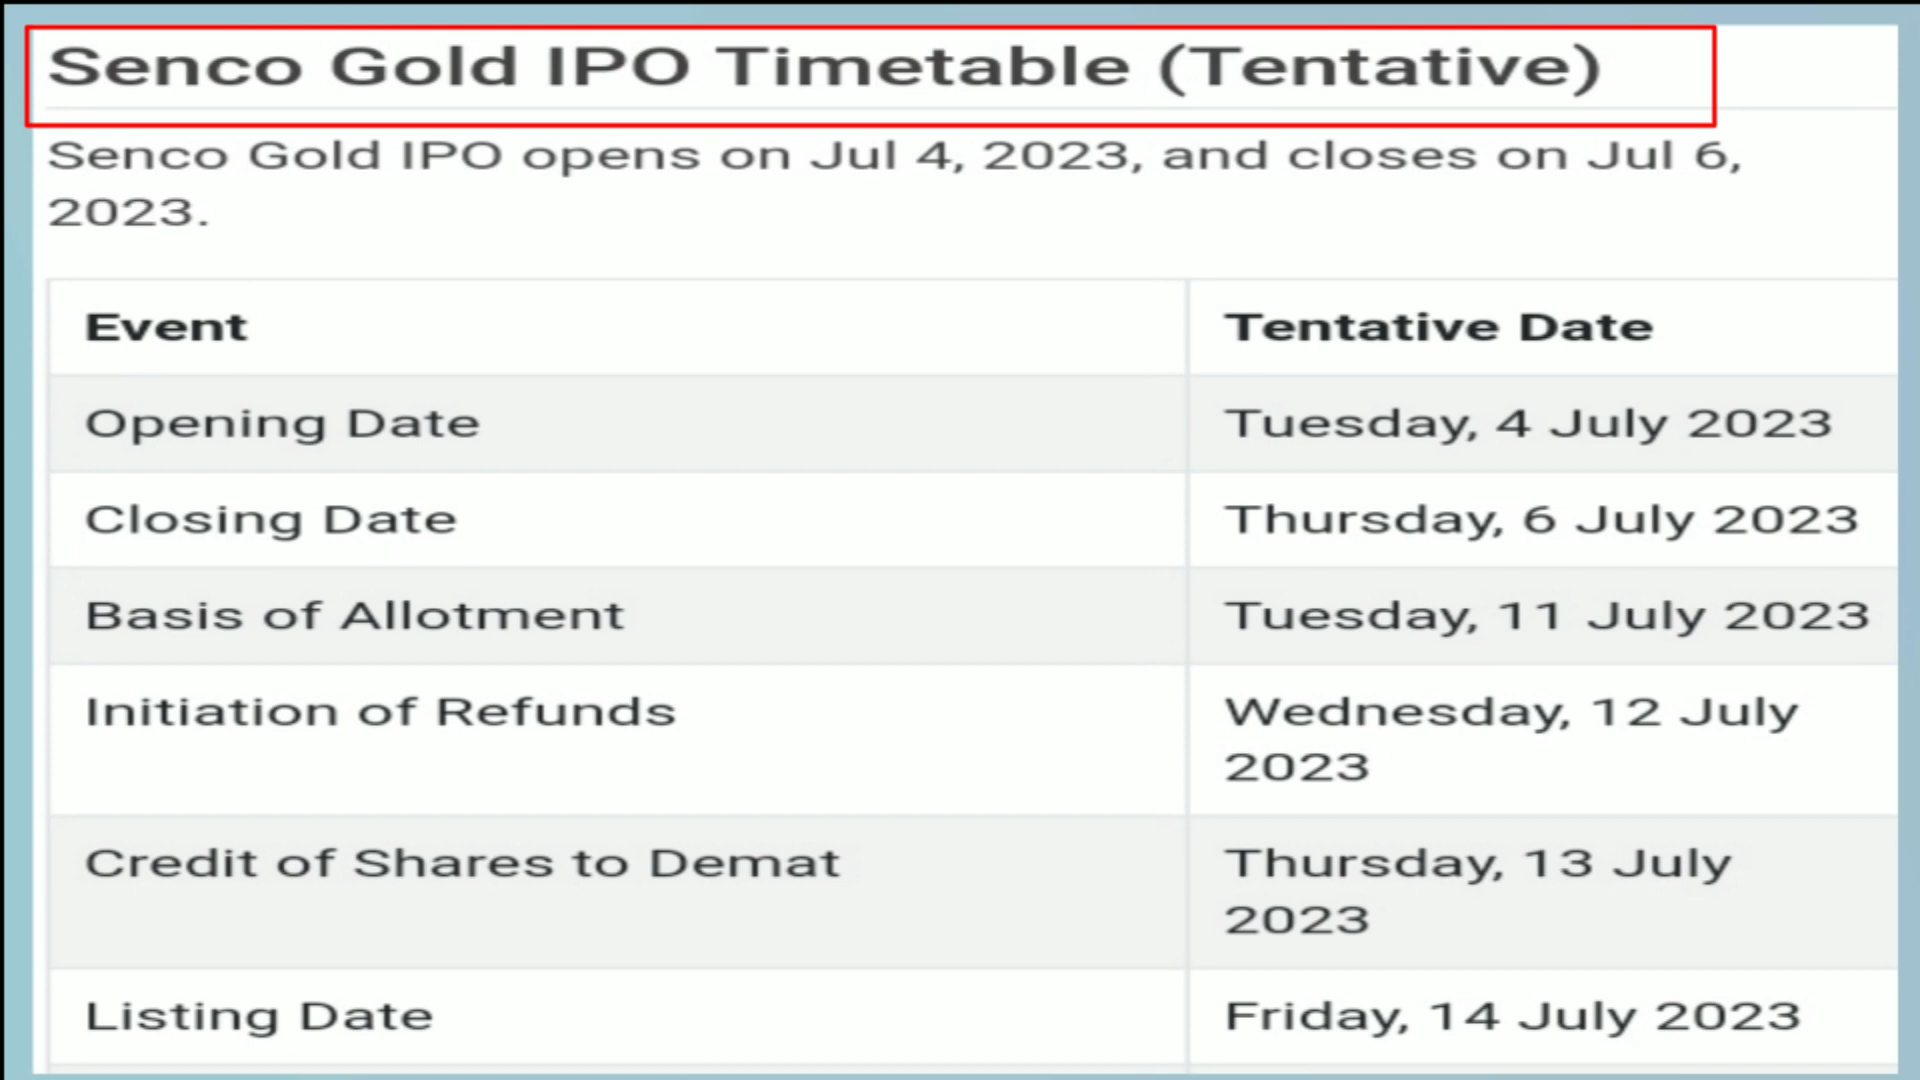 Senco Gold IPO Timetable (Tentative)
Senco Gold IPO opens on Jul 4, 2023, and closes on Jul 6,
2023.
Event Tentative Date
Opening Date Tuesday, 4 July 2023
Closing Date Thursday, 6 July 2023
Basis of Allotment Tuesday, 11 July 2023
Initiation of Refunds Wednesday, 12 July
2023
Credit of Shares to Demat Thursday, 13 July
2023
Listing Date Friday, 14 July 2023